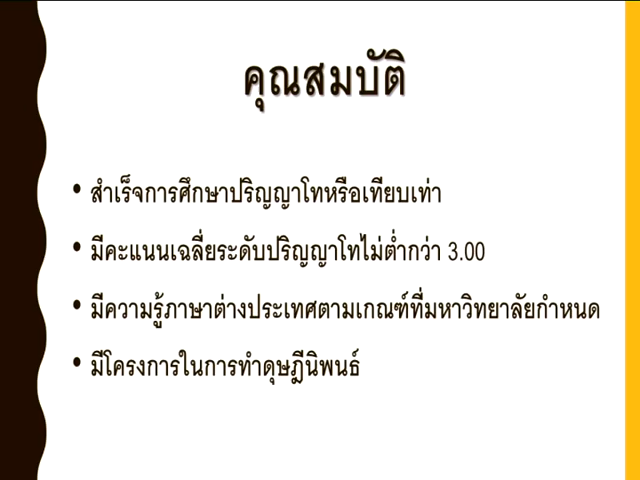 คุณสมบัติ
• สำเร็จการศึกษาปริญญาโทหรือเทียบเท่า
• มีคะแนนเฉลี่ยระดับปริญญาโทไม่ต่ำกว่า 3.00
• มีความรู้ภาษาต่างประเทศตามเกณฑ์ที่มหาวิทยาลัยกำหนด
• มีโครงการในการทำดุษฎีนิพนธ์